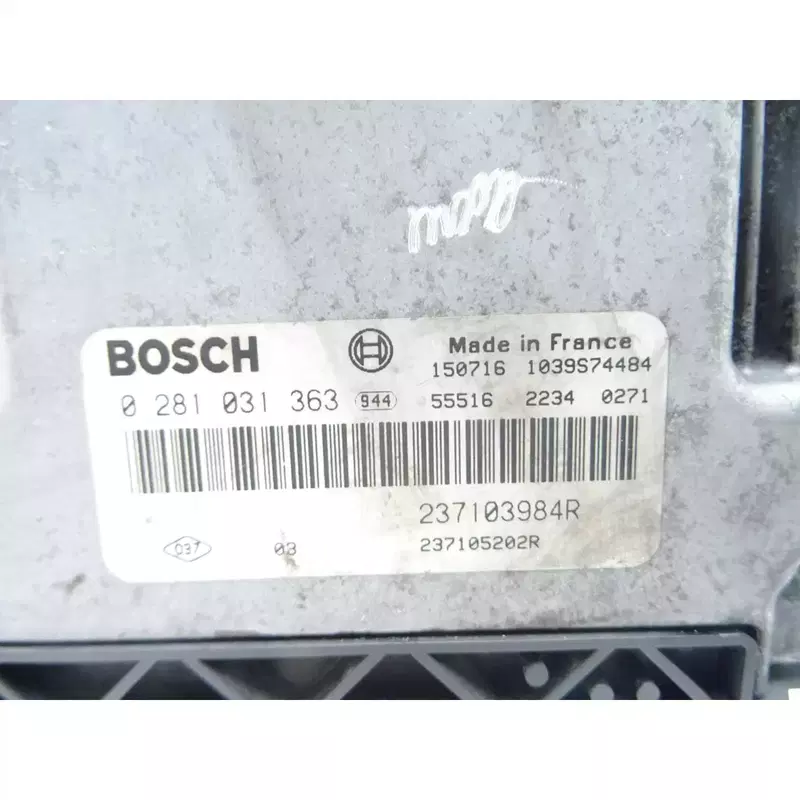 BOSCH
Made in France
150716 1039S74484
0 281 031 363 944 55516 2234 0271
237103984R
037 03 237105202R